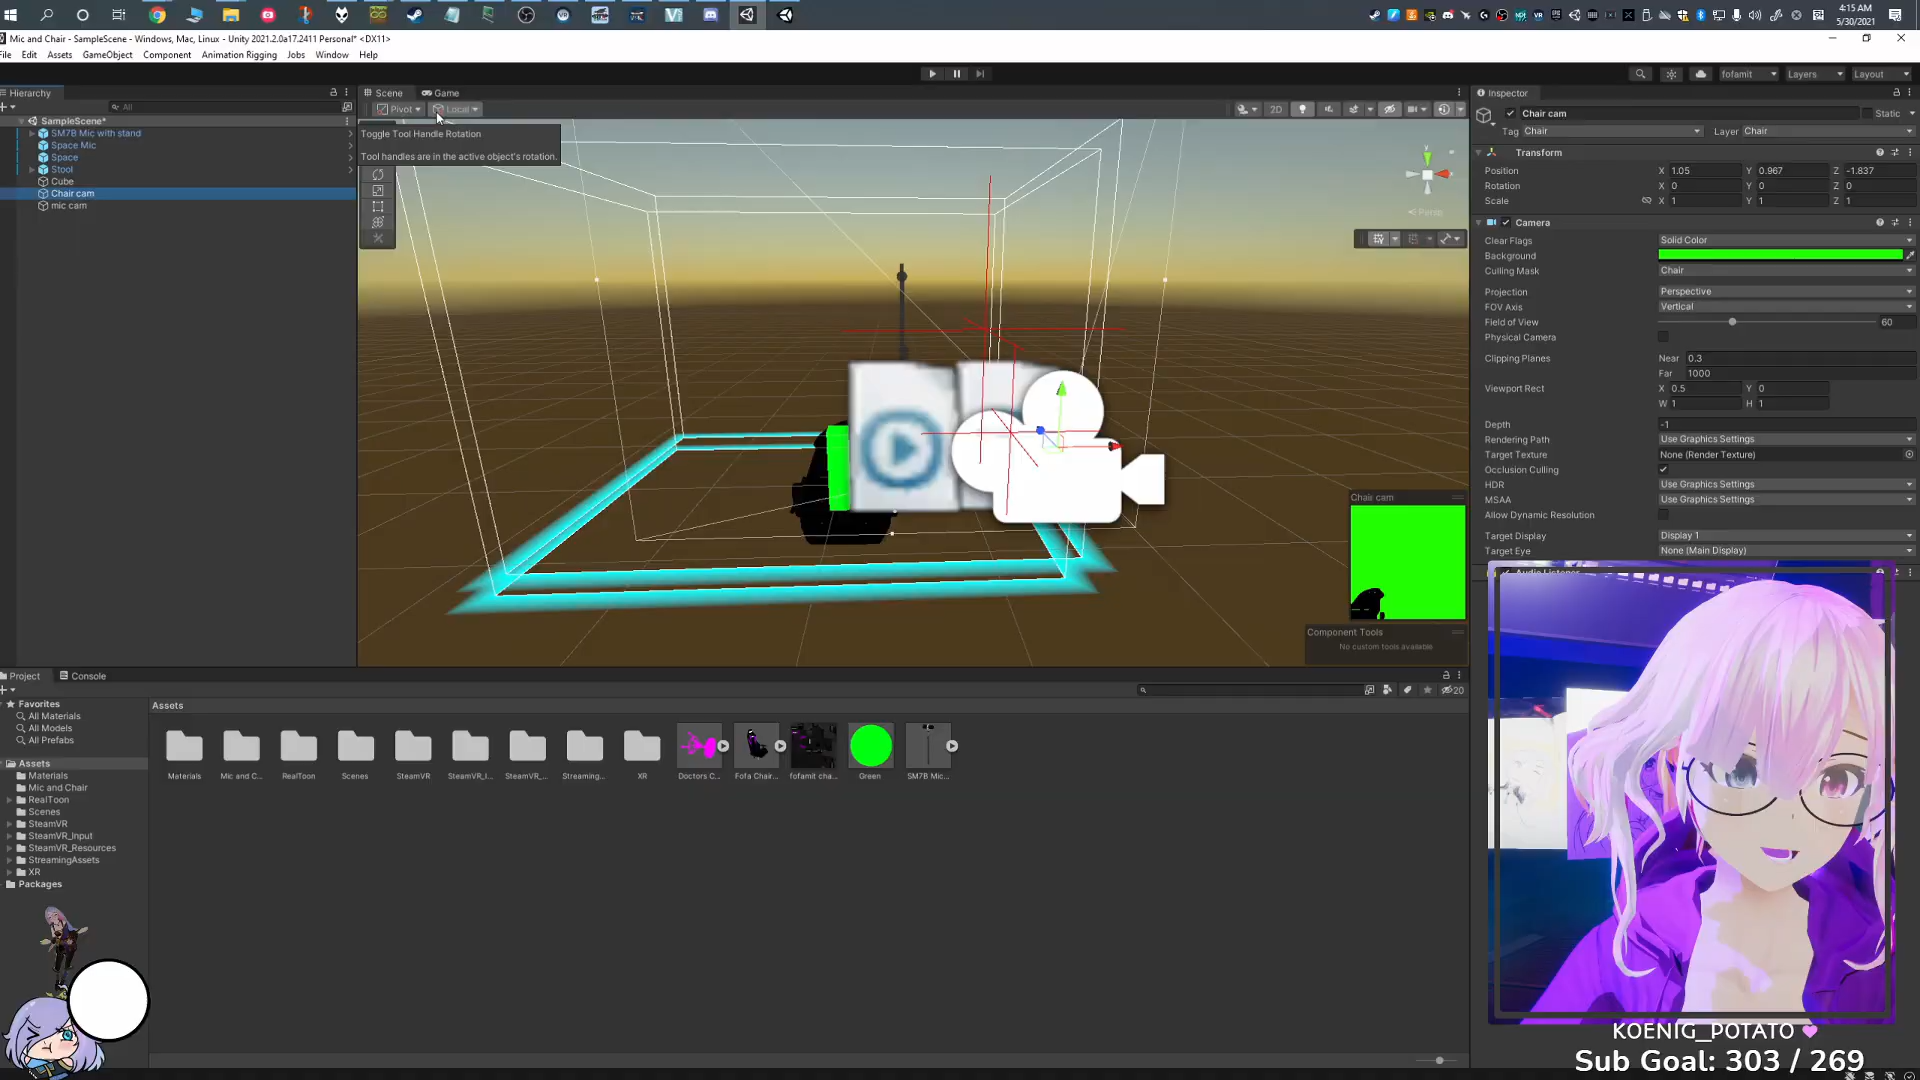 4:15 AM
5/30/2021
Mic and Chair - SampleScene - Windows, Mac, Linux - Unity 2021.2.0a17.2411 Personal* <DX11>
File Edit Assets GameObject Component Animation Rigging Jobs Window Help
fofamit Layers Layout
Hierarchy
All
SampleScene*
SM7B Mic with stand
Space Mic
Space
Stool
Cube
Chair cam
mic cam
Scene Game
Pivot Local
2D
Toggle Tool Handle Rotation
Tool handles are in the active object's rotation.
Persp
Chair cam
Component Tools
No custom tools available
Inspector
Chair cam Static
Tag Chair Layer Chair
Transform
Position X 1.05 Y 0.967 Z -1.837
Rotation X 0 Y 0 Z 0
Scale X 1 Y 1 Z 1
Camera
Clear Flags Solid Color
Background
Culling Mask Chair
Projection Perspective
FOV Axis Vertical
Field of View 60
Physical Camera
Clipping Planes Near 0.3
Far 1000
Viewport Rect X 0.5 Y 0
W 1 H 1
Depth -1
Rendering Path Use Graphics Settings
Target Texture None (Render Texture)
Occlusion Culling
HDR Use Graphics Settings
MSAA Use Graphics Settings
Allow Dynamic Resolution
Target Display Display 1
Target Eye None (Main Display)
Audio Listener
Project Console
20
Favorites
All Materials
All Models
All Prefabs
Assets
Materials
Mic and Chair
RealToon
Scenes
SteamVR
SteamVR_Input
SteamVR_Resources
StreamingAssets
XR
Packages
Assets
Materials Mic and C... RealToon Scenes SteamVR SteamVR_I... SteamVR_... Streaming... XR Doctors C... Fofa Chair... fofamit cha... Green SM7B Mic...
KOENIG_POTATO
Sub Goal: 303 / 269